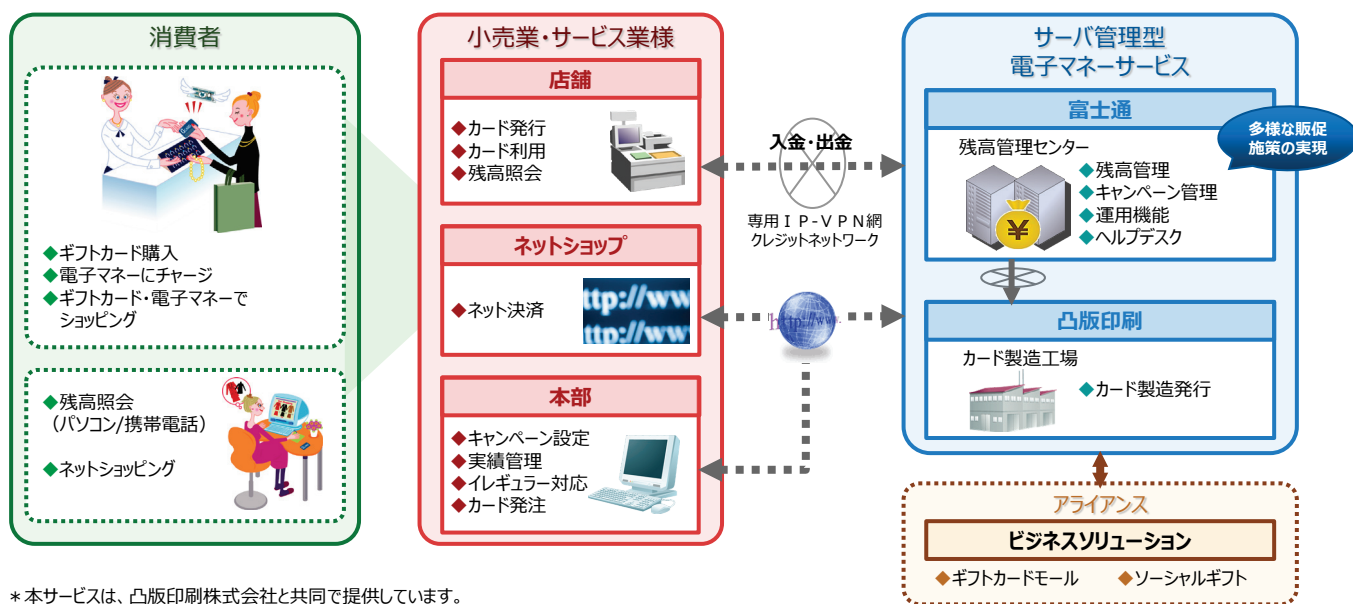 消費者
◆ギフトカード購入
◆電子マネーにチャージ
◆ギフトカード・電子マネーで
ショッピング
◆残高照会
（パソコン/携帯電話）
◆ネットショッピング
小売業・サービス業様
店舗
◆カード発行
◆カード利用
◆残高照会
ネットショップ
◆ネット決済
ttp://ww
ttp://www
本部
◆キャンペーン設定
◆実績管理
◆イレギュラー対応
◆カード発注
入金・出金
専用ＩＰ-ＶＰＮ網
クレジットネットワーク
http://www.
サーバ管理型
電子マネーサービス
富士通
多様な販促
施策の実現
残高管理センター
¥
◆残高管理
◆キャンペーン管理
◆運用機能
◆ヘルプデスク
凸版印刷
カード製造工場
◆カード製造発行
アライアンス
ビジネスソリューション
◆ギフトカードモール ◆ソーシャルギフト
＊本サービスは、凸版印刷株式会社と共同で提供しています。